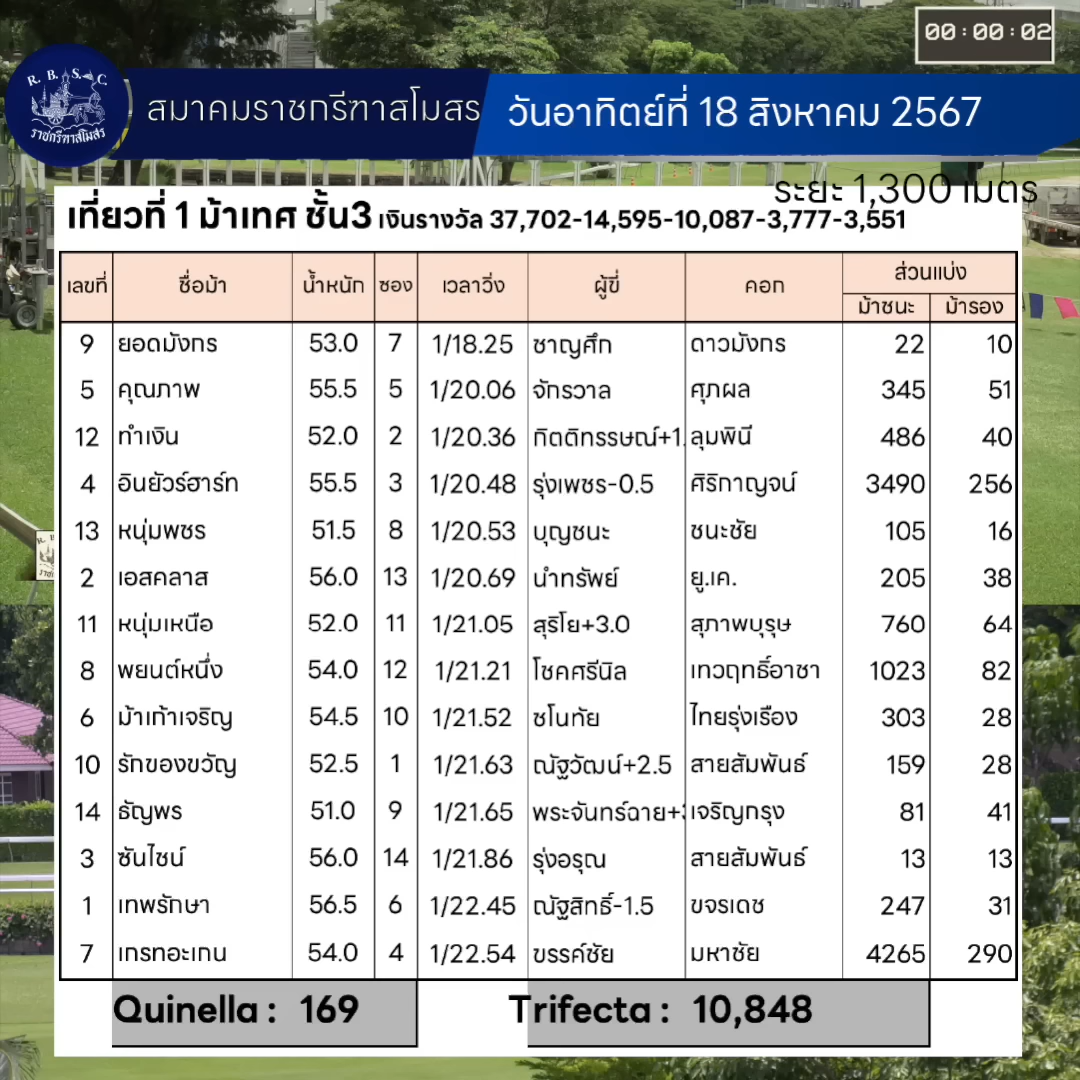 00:00:02
R. B. S. C.
ราชกรีฑาสโมสร
สมาคมราชกรีฑาสโมสร วันอาทิตย์ที่ 18 สิงหาคม 2567
ระยะ 1,300 เมตร
เที่ยวที่ 1 ม้าเทศ ชั้น3 เงินรางวัล 37,702-14,595-10,087-3,777-3,551
เลขที่ ชื่อม้า น้ำหนัก ซอง เวลาวิ่ง ผู้ขี่ คอก ส่วนแบ่ง
ม้าชนะ ม้ารอง
9 ยอดมังกร 53.0 7 1/18.25 ชาญศึก ดาวมังกร 22 10
5 คุณภาพ 55.5 5 1/20.06 จักรวาล ศุภผล 345 51
12 ทำเงิน 52.0 2 1/20.36 กิตติทรรษณ์+1. ลุมพินี 486 40
4 อินยัวร์ฮาร์ท 55.5 3 1/20.48 รุ่งเพชร-0.5 ศิริกาญจน์ 3490 256
13 หนุ่มพชร 51.5 8 1/20.53 บุญชนะ ชนะชัย 105 16
2 เอสคลาส 56.0 13 1/20.69 นำทรัพย์ ยู.เค. 205 38
11 หนุ่มเหนือ 52.0 11 1/21.05 สุริโย+3.0 สุภาพบุรุษ 760 64
8 พยนต์หนึ่ง 54.0 12 1/21.21 โชคศรีนิล เทวฤทธิ์อาชา 1023 82
6 ม้าเก้าเจริญ 54.5 10 1/21.52 ชโนทัย ไทยรุ่งเรือง 303 28
10 รักของขวัญ 52.5 1 1/21.63 ณัฐวัฒน์+2.5 สายสัมพันธ์ 159 28
14 ธัญพร 51.0 9 1/21.65 พระจันทร์ฉาย+3 เจริญกรุง 81 41
3 ซันไชน์ 56.0 14 1/21.86 รุ่งอรุณ สายสัมพันธ์ 13 13
1 เทพรักษา 56.5 6 1/22.45 ณัฐสิทธิ์-1.5 ขจรเดช 247 31
7 เกรทอะเกน 54.0 4 1/22.54 ขรรค์ชัย มหาชัย 4265 290
Quinella : 169 Trifecta : 10,848